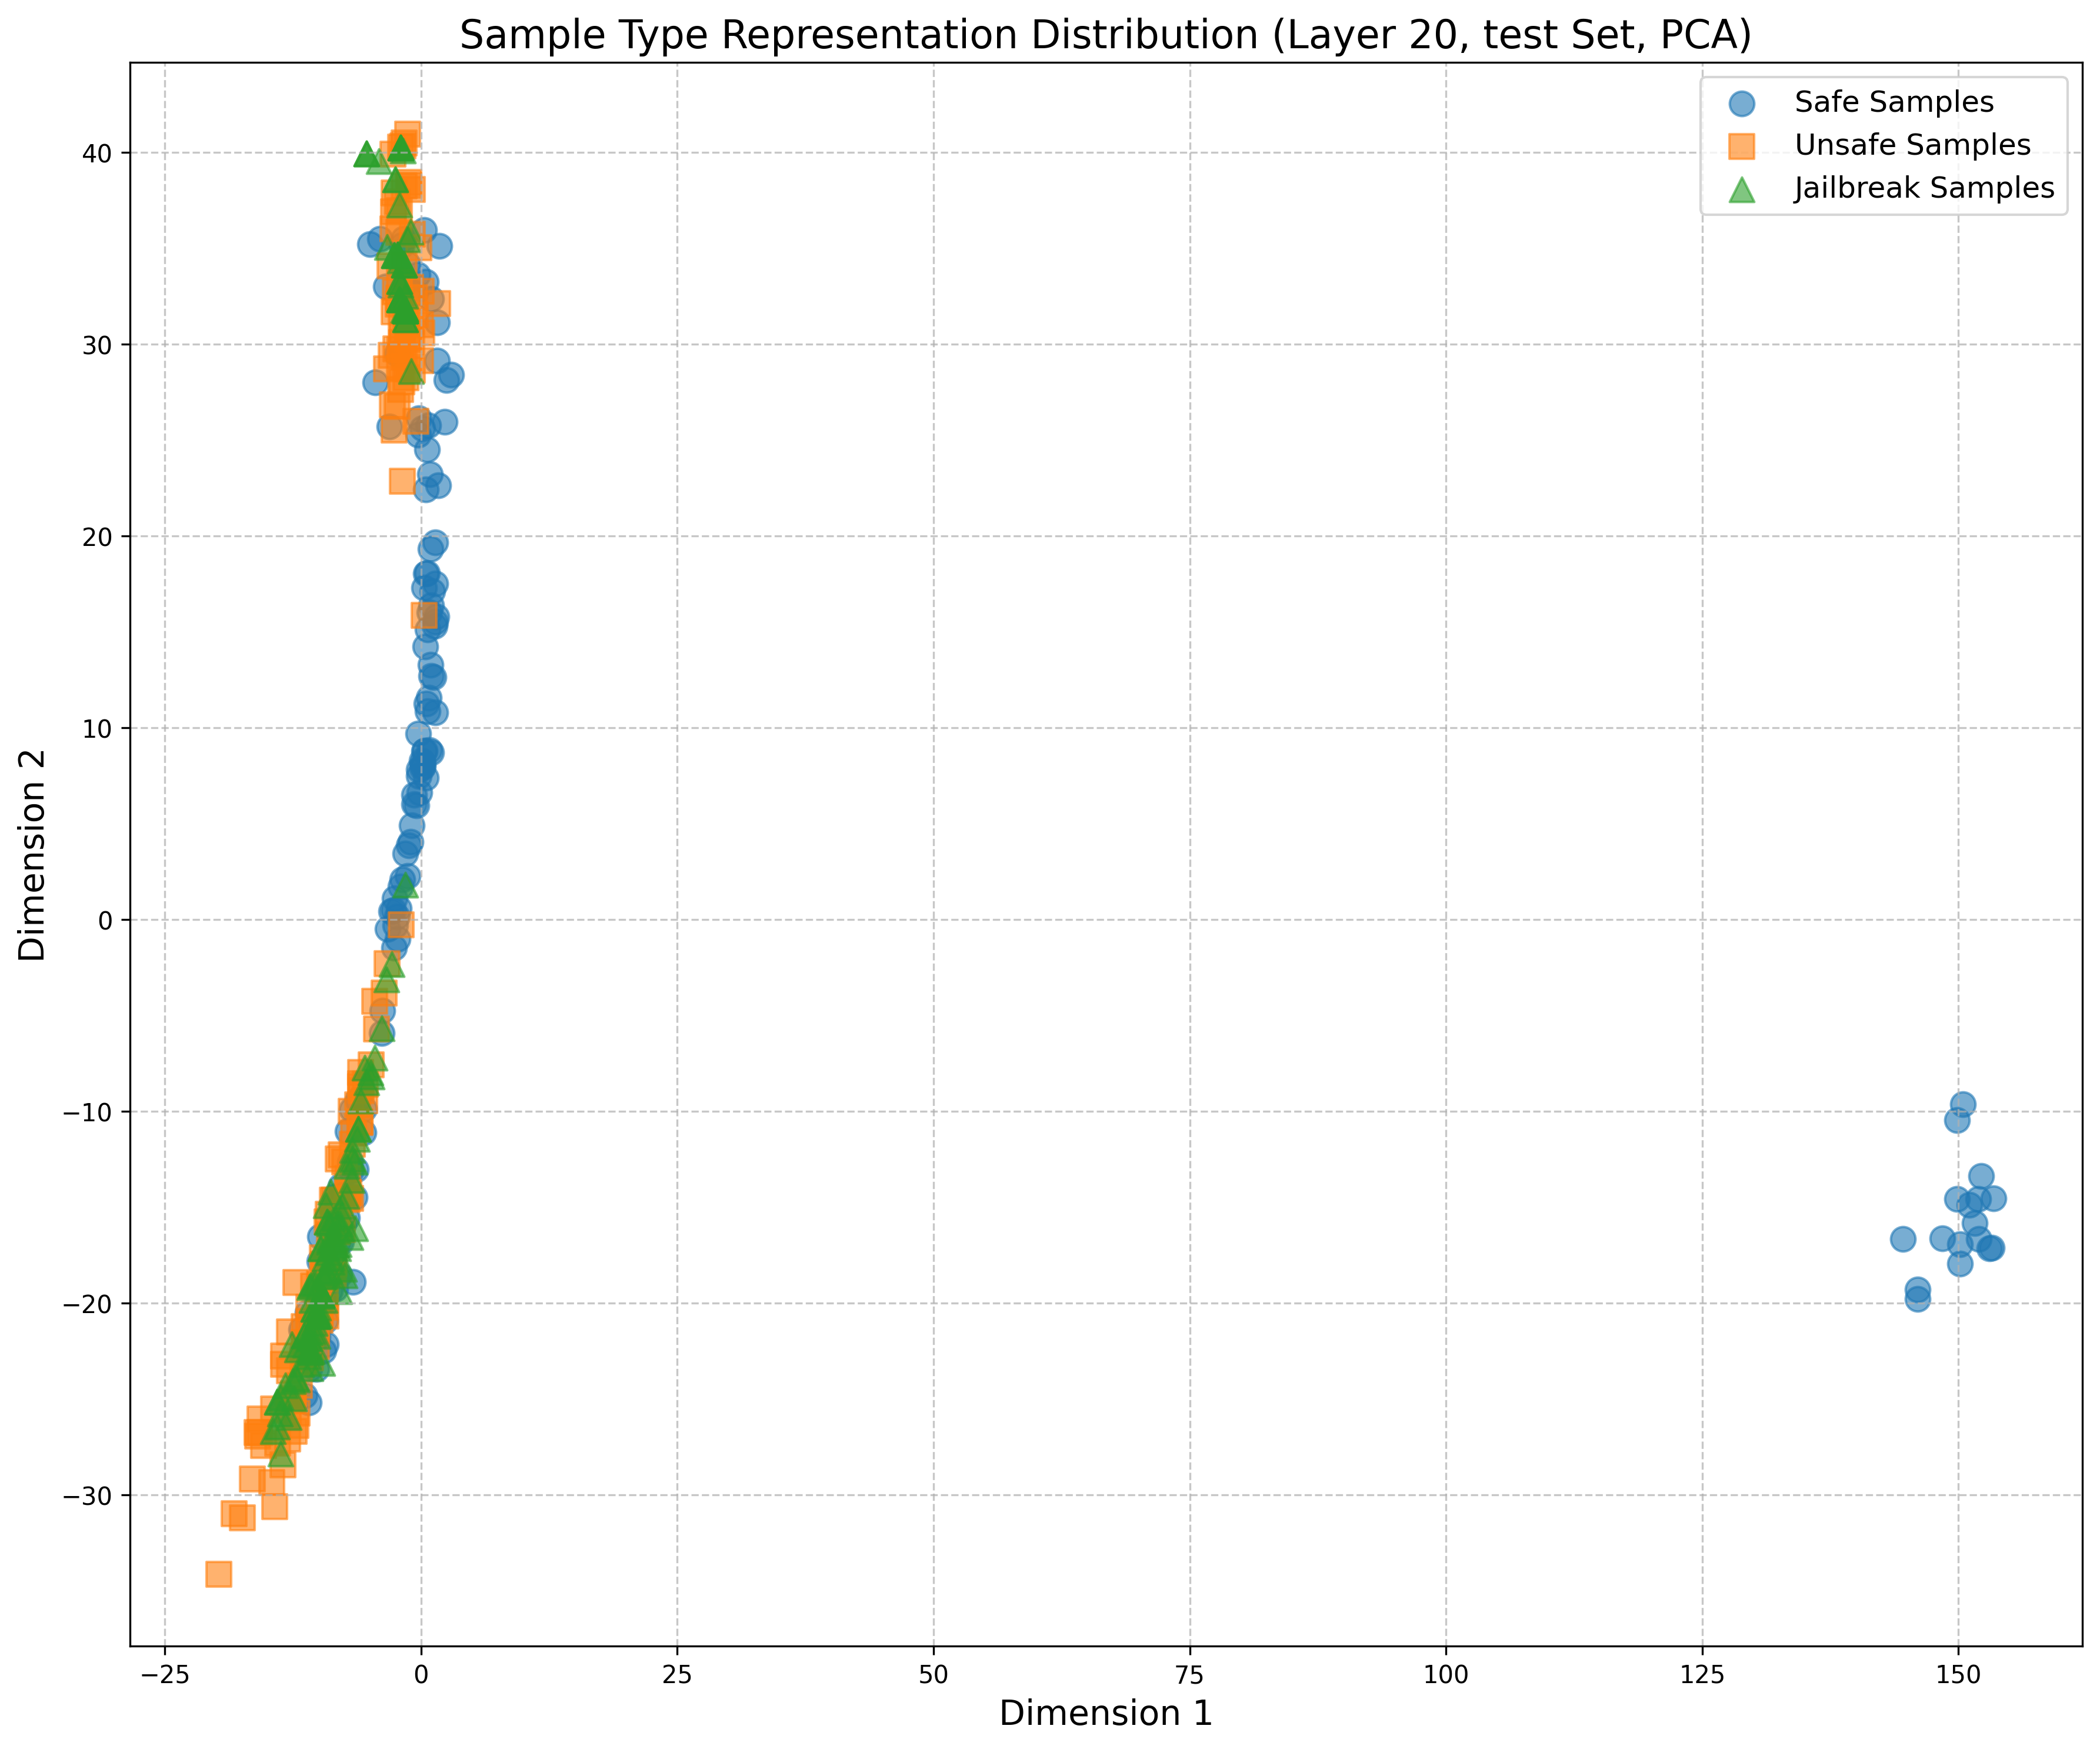 Sample Type Representation Distribution (Layer 20, test Set, PCA)
Safe Samples
Unsafe Samples
Jailbreak Samples
Dimension 2
40
30
20
10
0
−10
−20
−30
−25
0
25
50
75
100
125
150
Dimension 1